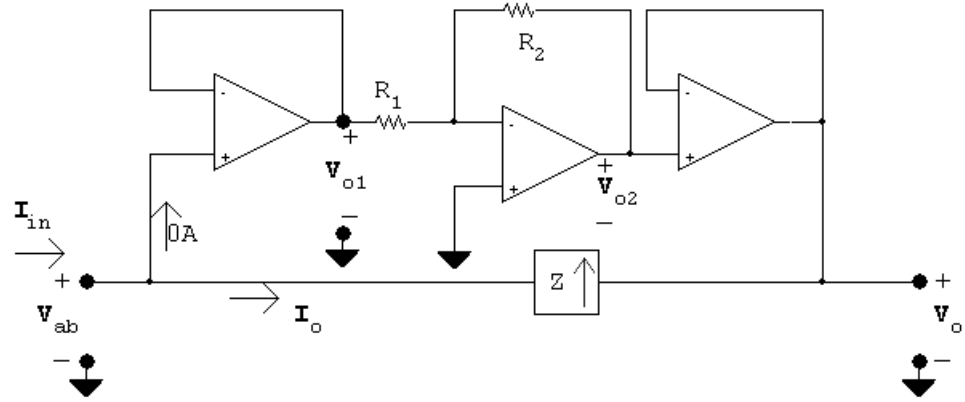 R2
R1
-
+
-
+
-
+
+
Vo1
-
+
Vo2
-
Iin
0A
+
Vab
-
Io
Z
+
Vo
-